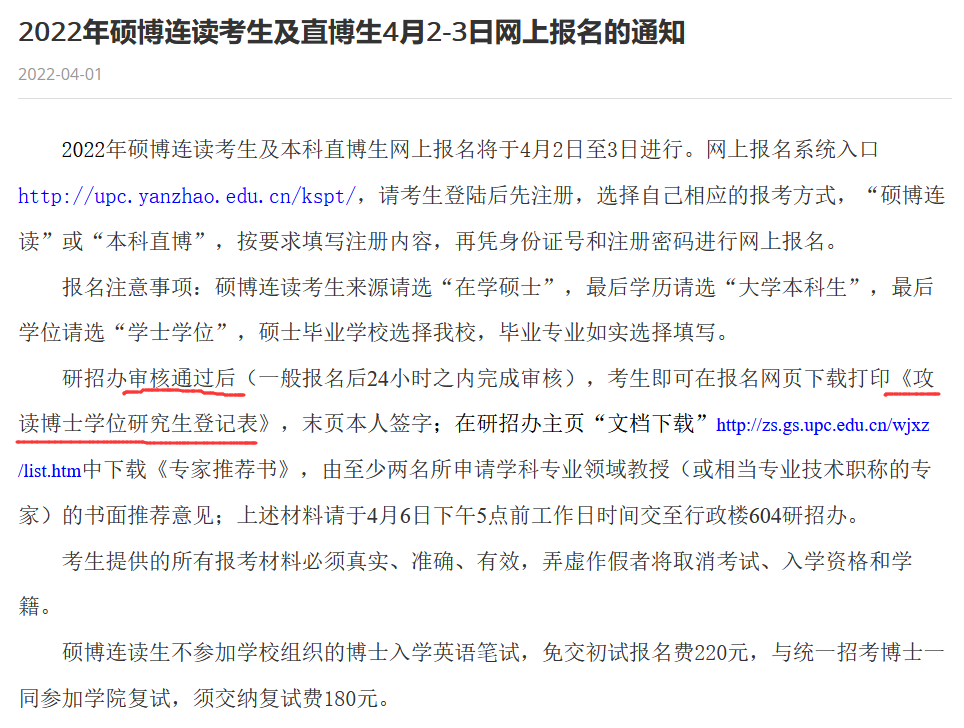 2022年硕博连读考生及直博生4月2-3日网上报名的通知
2022-04-01
2022年硕博连读考生及本科直博生网上报名将于4月2日至3日进行。网上报名系统入口
http://upc.yanzhao.edu.cn/kspt/，请考生登陆后先注册，选择自己相应的报考方式，“硕博连
读”或“本科直博”，按要求填写注册内容，再凭身份证号和注册密码进行网上报名。
报名注意事项：硕博连读考生来源请选“在学硕士”，最后学历请选“大学本科生”，最后
学位请选“学士学位”，硕士毕业学校选择我校，毕业专业如实选择填写。
研招办审核通过后（一般报名后24小时之内完成审核），考生即可在报名网页下载打印《攻
读博士学位研究生登记表》，末页本人签字；在研招办主页“文档下载”http://zs.gs.upc.edu.cn/wjxz
/list.htm中下载《专家推荐书》，由至少两名所申请学科专业领域教授（或相当专业技术职称的专
家）的书面推荐意见；上述材料请于4月6日下午5点前工作日时间交至行政楼604研招办。
考生提供的所有报考材料必须真实、准确、有效，弄虚作假者将取消考试、入学资格和学
籍。
硕博连读生不参加学校组织的博士入学英语笔试，免交初试报名费220元，与统一招考博士一
同参加学院复试，须交纳复试费180元。